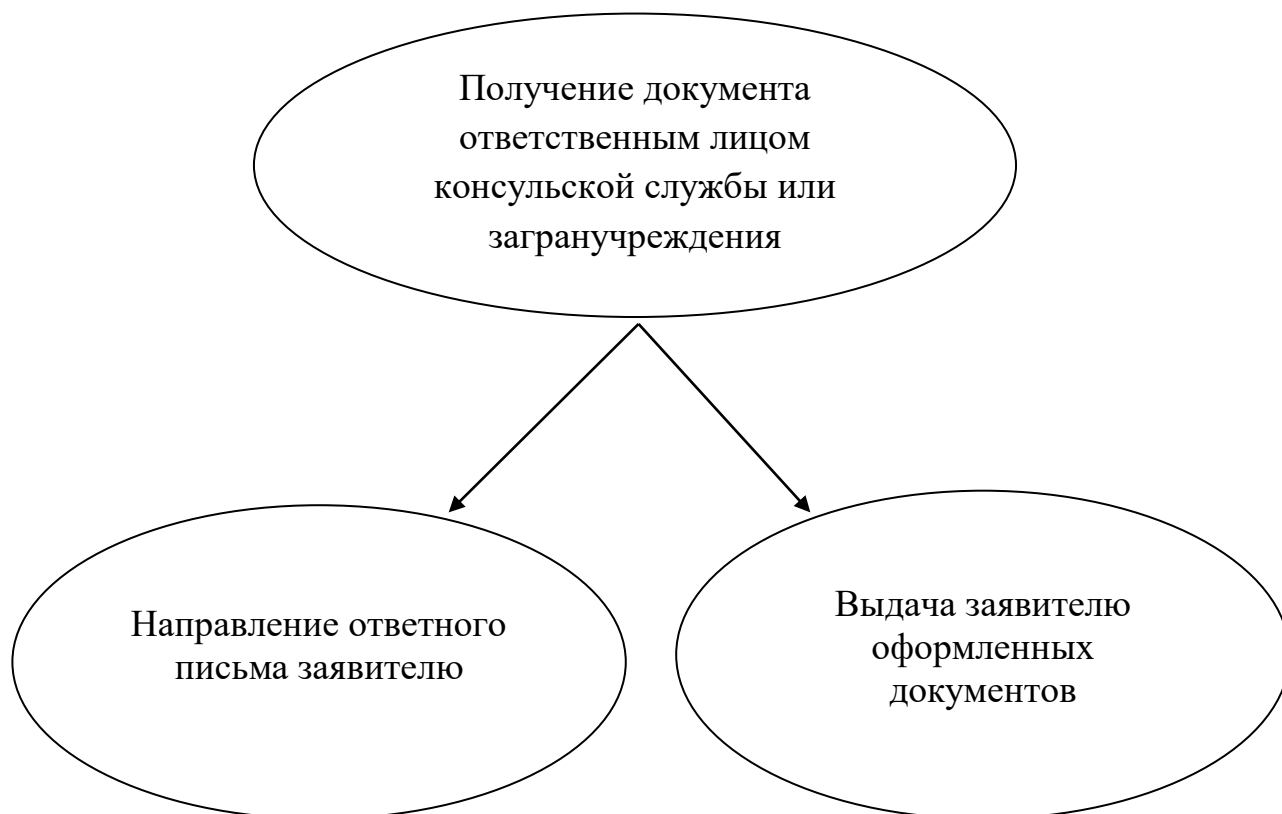 Получение документа
ответственным лицом
консульской службы или
загранучреждения
Направление ответного
письма заявителю
Выдача заявителю
оформленных
документов